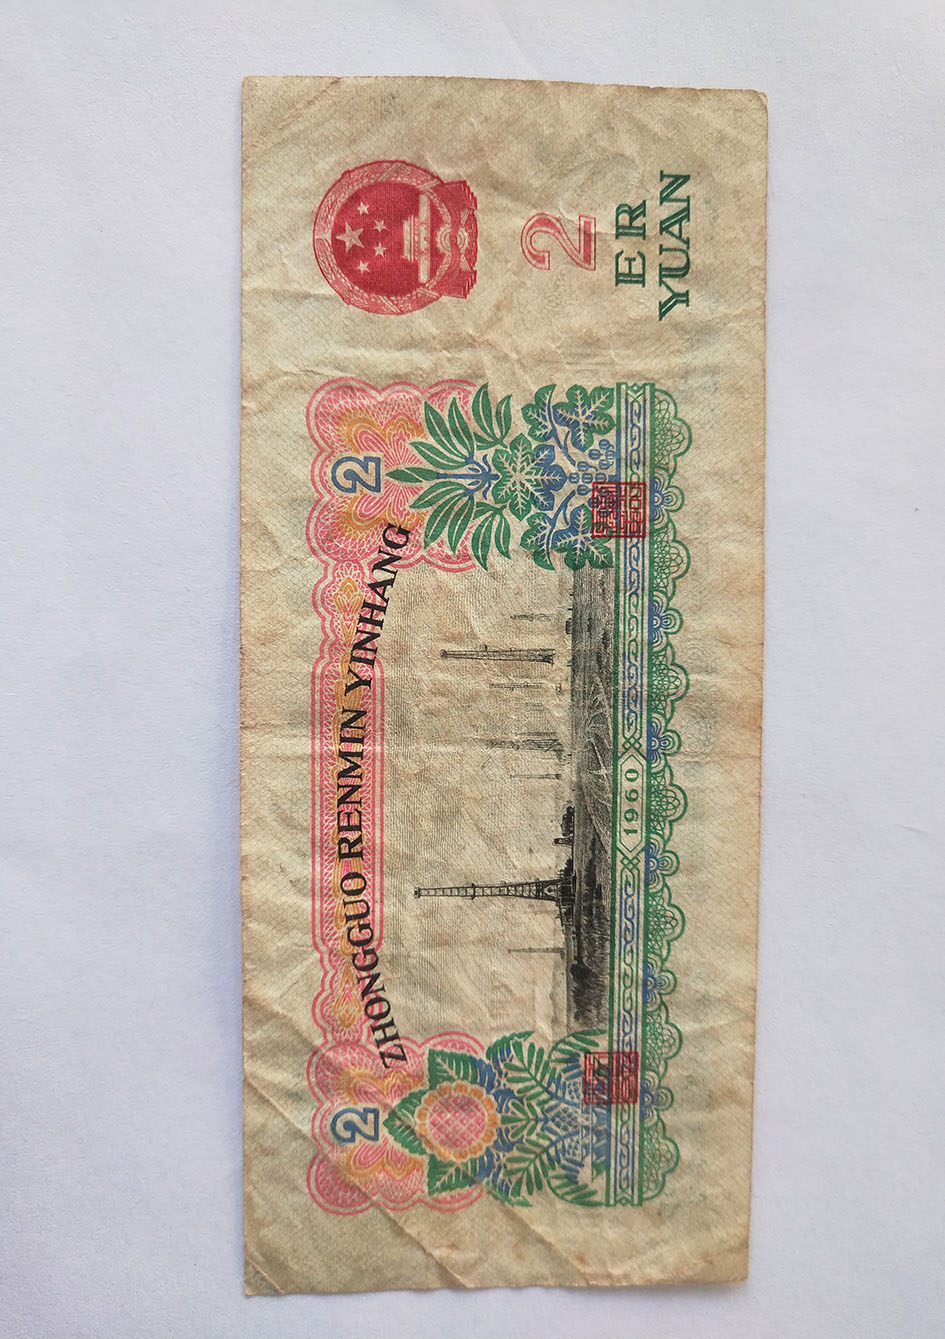 ZHONGGUO RENMIN YINHANG
2
2
2
ER
YUAN
1960